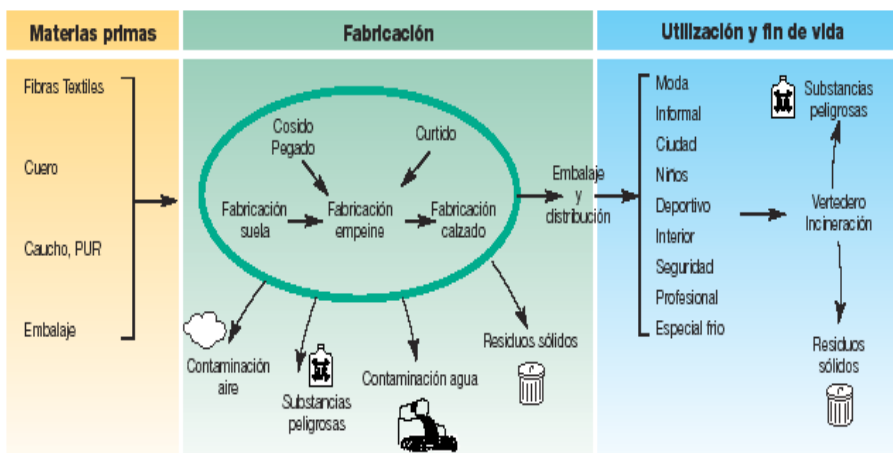 Materias primas
Fabricación
Utilización y fin de vida
Fibras Textiles
Cuero
Caucho, PUR
Embalaje
Cosido
Pegado
Curtido
Fabricación
suela
Fabricación
empeine
Fabricación
calzado
Contaminación
aire
Substancias
peligrosas
Contaminación agua
Residuos sólidos
Embalaje
y
distribución
Moda
Informal
Ciudad
Niños
Deportivo
Interior
Seguridad
Profesional
Especial frio
Substancias
peligrosas
Vertedero
Incineración
Residuos
sólidos